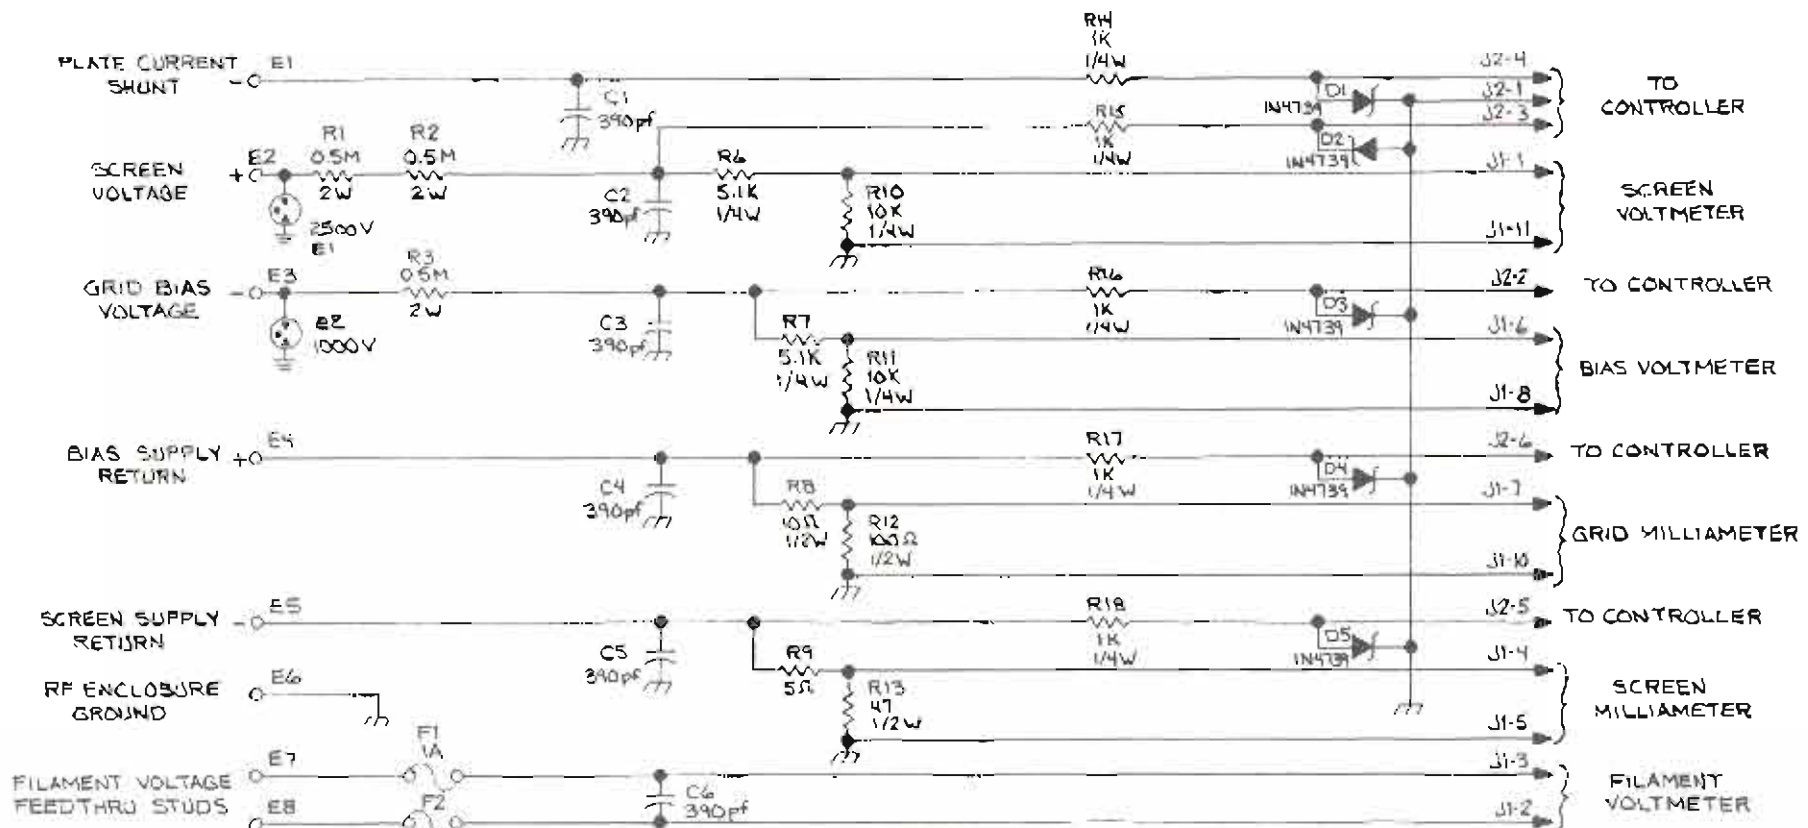 PLATE CURRENT
SHUNT
- E1
C1
390pf
R14
1K
1/4W
R15
1K
1/4W
D1
1N4739
D2
1N4739
J2-4
J2-1
J2-3
TO
CONTROLLER
SCREEN
VOLTAGE
+ E2
R1
0.5M
2W
R2
0.5M
2W
2500V
E1
C2
390pf
R6
5.1K
1/4W
R10
10K
1/4W
J1-1
J1-11
SCREEN
VOLTMETER
GRID BIAS
VOLTAGE
- E3
R3
0.5M
2W
E2
1000V
C3
390pf
R7
5.1K
1/4W
R11
10K
1/4W
R16
1K
1/4W
D3
1N4739
J2-2
TO CONTROLLER
J1-6
J1-8
BIAS VOLTMETER
BIAS SUPPLY
RETURN
+ E4
C4
390pf
R8
10Ω
1/2W
R12
100Ω
1/2W
R17
1K
1/4W
D4
1N4739
J2-6
TO CONTROLLER
J1-7
J1-10
GRID MILLIAMETER
SCREEN SUPPLY
RETURN
- E5
C5
390pf
R9
5Ω
R13
47
1/2W
R18
1K
1/4W
D5
1N4739
J2-5
TO CONTROLLER
J1-4
J1-5
SCREEN
MILLIAMETER
RF ENCLOSURE
GROUND
E6
FILAMENT VOLTAGE
FEEDTHRU STUDS
E7
E8
F1
1A
F2
C6
390pf
J1-3
J1-2
FILAMENT
VOLTMETER